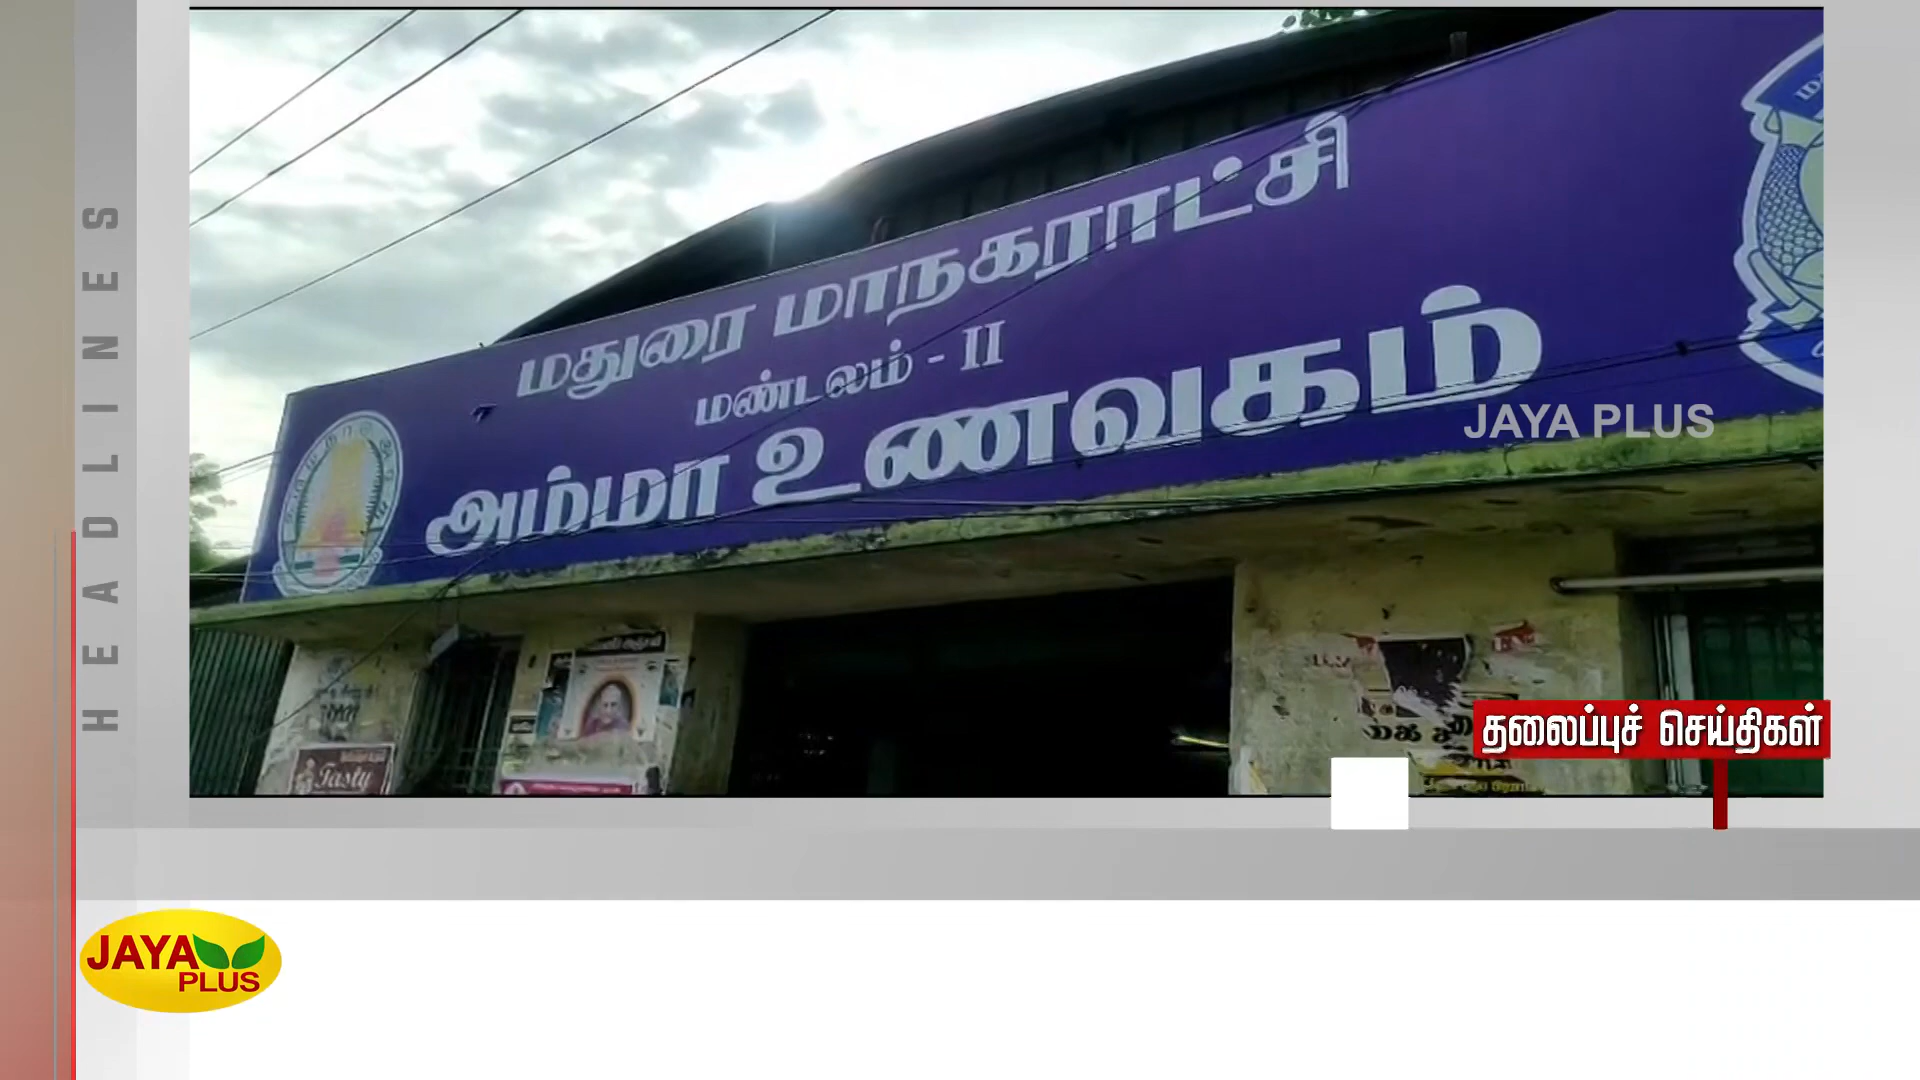 HEADLINES
மதுரை மாநகராட்சி
மண்டலம் - II
அம்மா உணவகம்
JAYA PLUS
Tasty
தலைப்புச் செய்திகள்
JAYA
PLUS